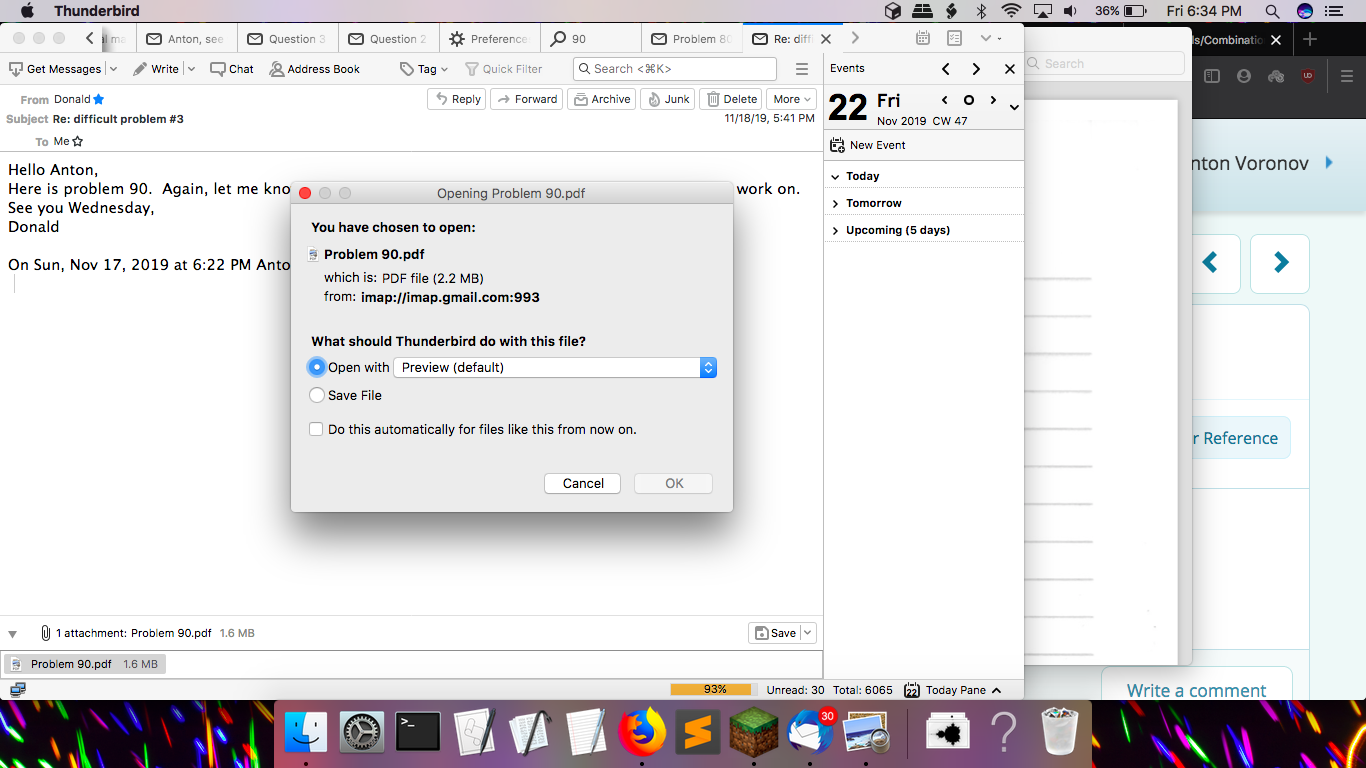 Thunderbird
36%
Fri 6:34 PM
Anton, see
Question 3
Question 2
Preference
90
Problem 80
Re: diff
ls/Combinatio
Get Messages
Write
Chat
Address Book
Tag
Quick Filter
Search <⌘K>
Events
Search
From Donald
Reply
Forward
Archive
Junk
Delete
More
22 Fri
Nov 2019 CW 47
Subject Re: difficult problem #3
11/18/19, 5:41 PM
To Me
New Event
Hello Anton,
Here is problem 90. Again, let me kno
work on.
See you Wednesday,
Donald
On Sun, Nov 17, 2019 at 6:22 PM Anto
Today
Tomorrow
Upcoming (5 days)
nton Voronov
Opening Problem 90.pdf
You have chosen to open:
Problem 90.pdf
which is: PDF file (2.2 MB)
from: imap://imap.gmail.com:993
What should Thunderbird do with this file?
Open with Preview (default)
Save File
Do this automatically for files like this from now on.
Cancel
OK
r Reference
1 attachment: Problem 90.pdf 1.6 MB
Save
Problem 90.pdf 1.6 MB
93%
Unread: 30
Total: 6065
22
Today Pane
Write a comment
30